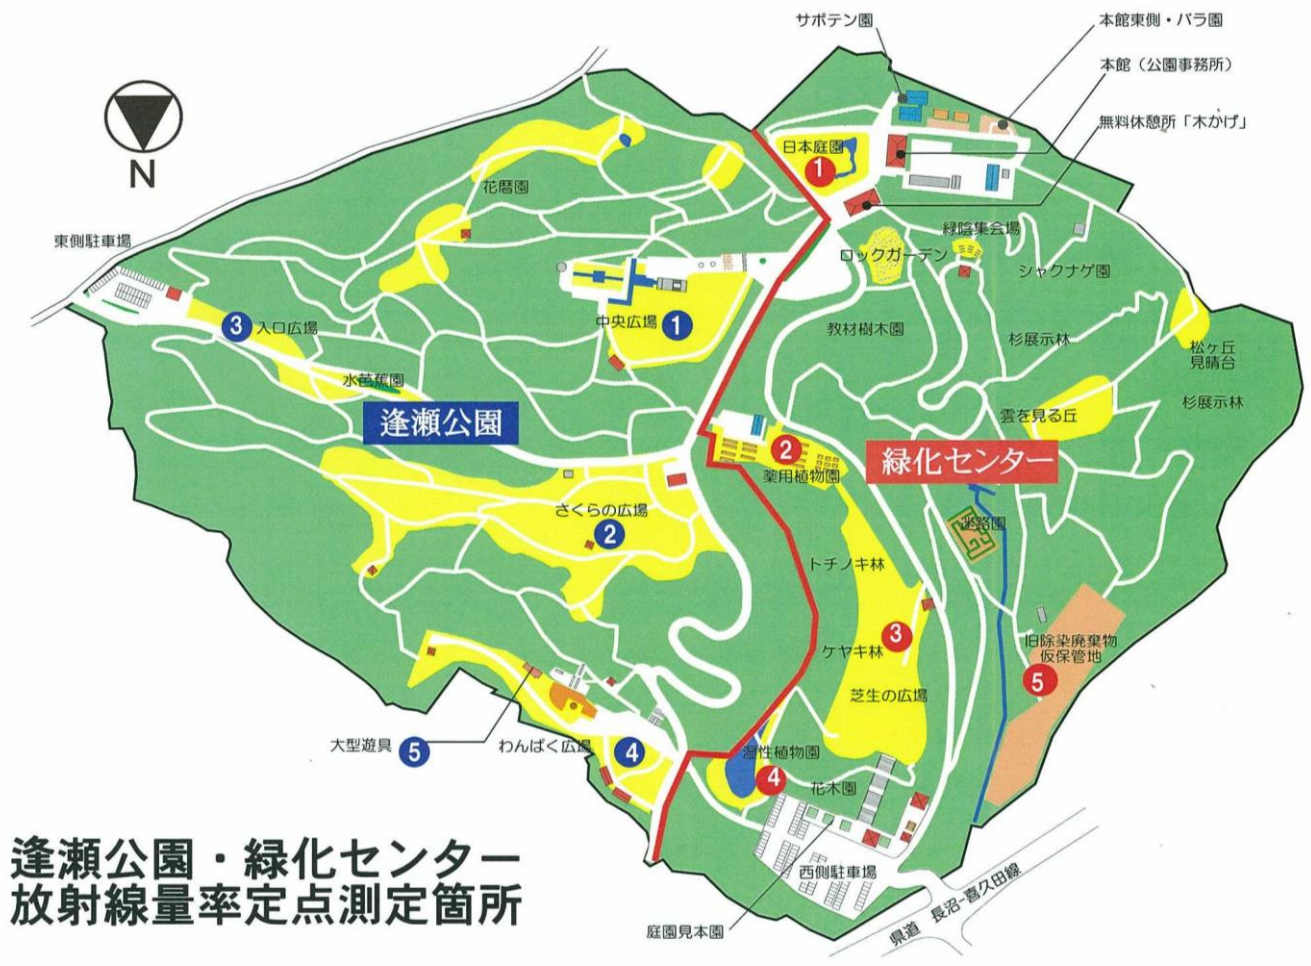 サボテン園
本館東側・バラ園
本館（公園事務所）
無料休憩所「木かげ」
N
日本庭園
1
花暦園
東側駐車場
緑陰集会場
ロックガーデン
シャクナゲ園
3
入口広場
中央広場
1
教材樹木園
杉展示林
松ヶ丘
見晴台
水芭蕉園
杉展示林
雲を見る丘
逢瀬公園
2
緑化センター
薬用植物園
さくらの広場
2
迷路園
トチノキ林
3
ケヤキ林
旧除染廃棄物
仮保管地
5
芝生の広場
大型遊具
5
わんぱく広場
4
湿性植物園
4
花木園
西側駐車場
庭園見本園
県道 長沼-喜久田線
逢瀬公園・緑化センター
放射線量率定点測定箇所